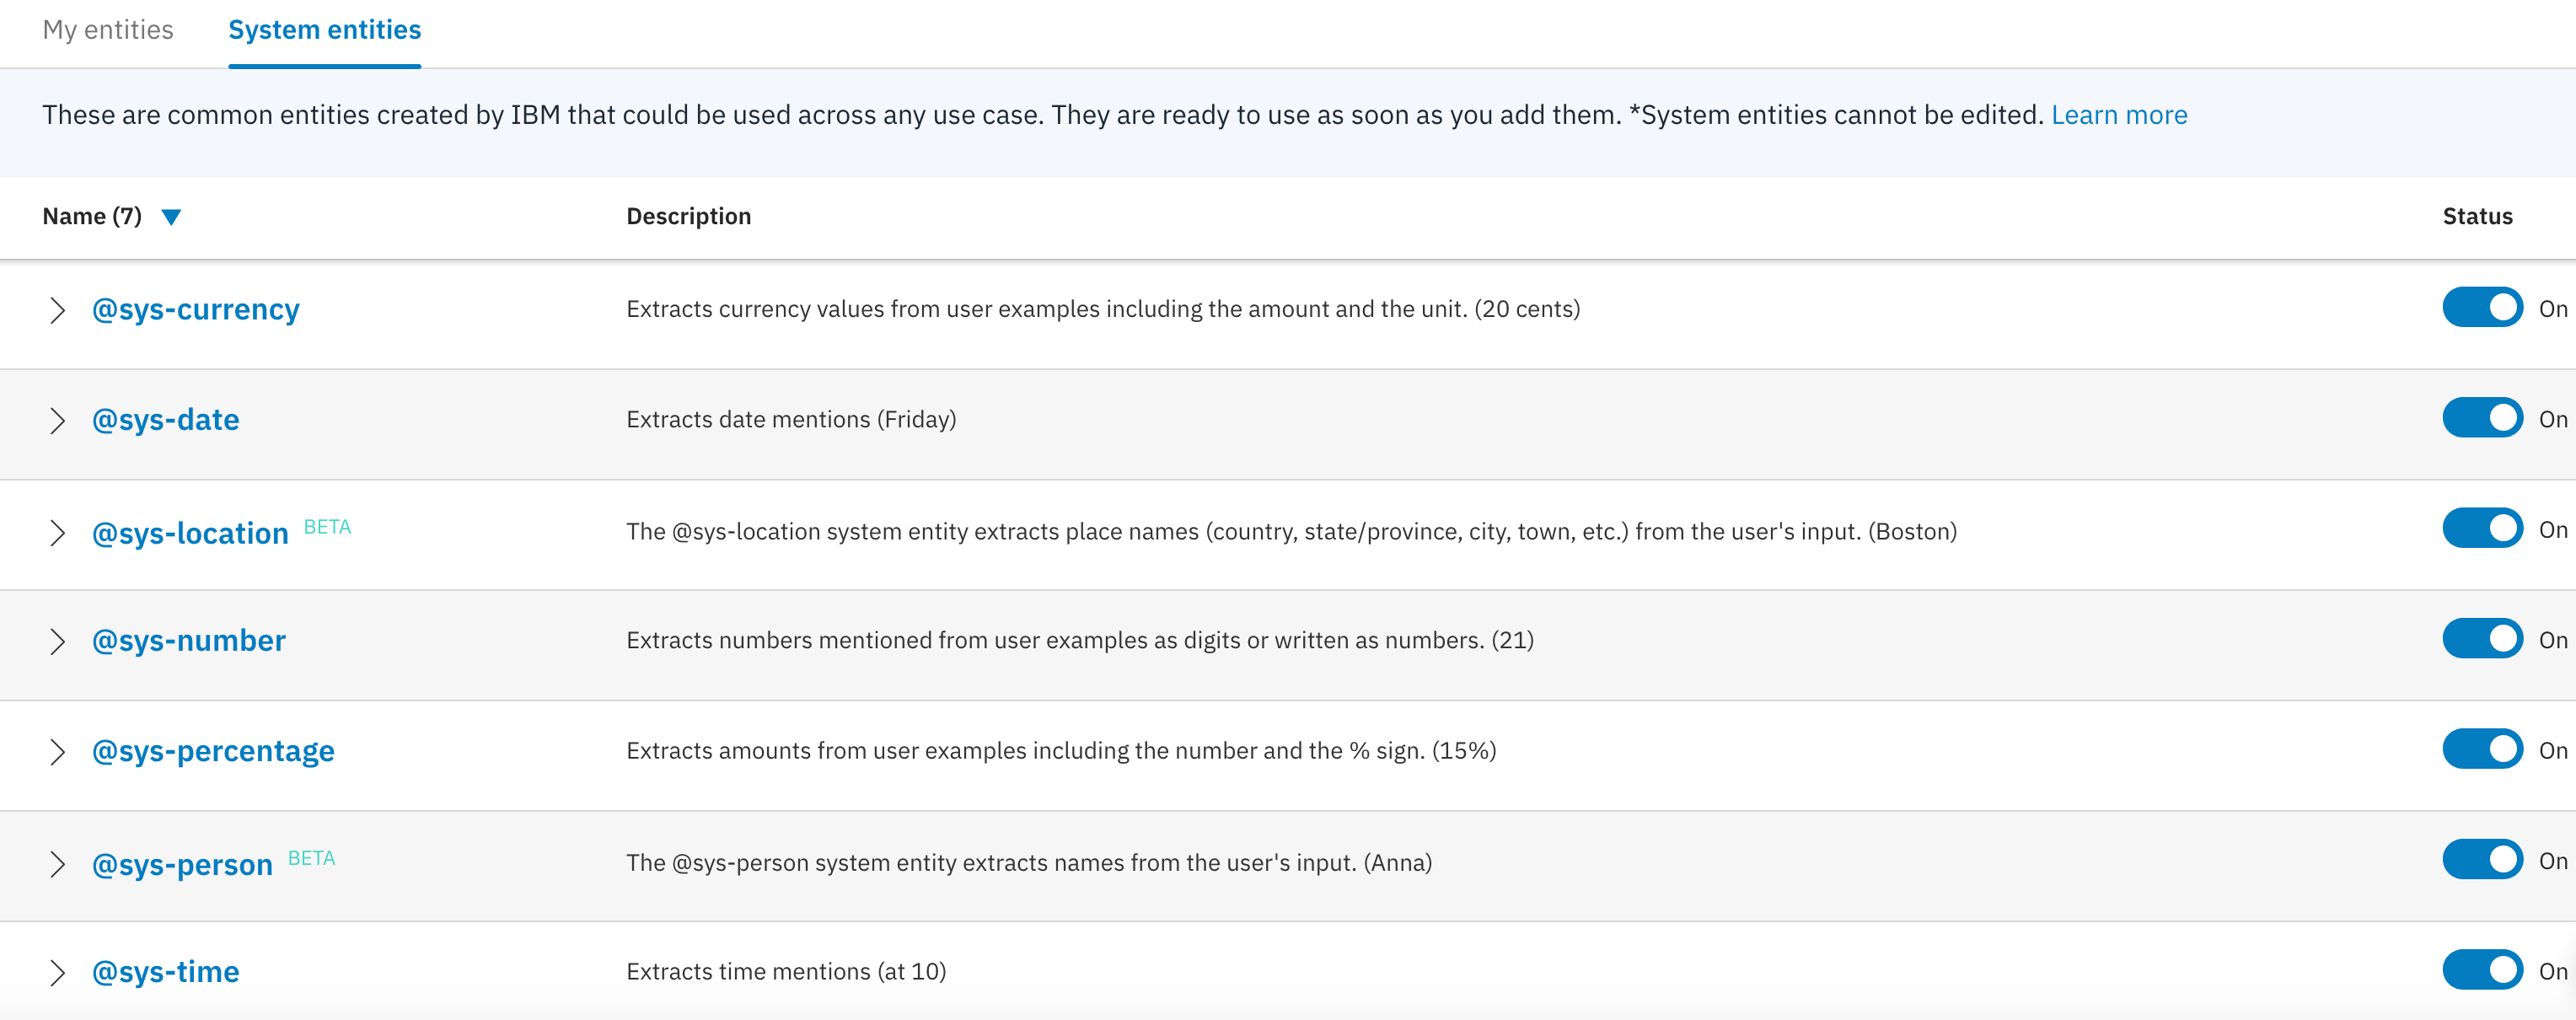 My entities System entities
These are common entities created by IBM that could be used across any use case. They are ready to use as soon as you add them. *System entities cannot be edited. Learn more
Name (7) Description Status
@sys-currency Extracts currency values from user examples including the amount and the unit. (20 cents) On
@sys-date Extracts date mentions (Friday) On
@sys-location BETA The @sys-location system entity extracts place names (country, state/province, city, town, etc.) from the user's input. (Boston) On
@sys-number Extracts numbers mentioned from user examples as digits or written as numbers. (21) On
@sys-percentage Extracts amounts from user examples including the number and the % sign. (15%) On
@sys-person BETA The @sys-person system entity extracts names from the user's input. (Anna) On
@sys-time Extracts time mentions (at 10) On